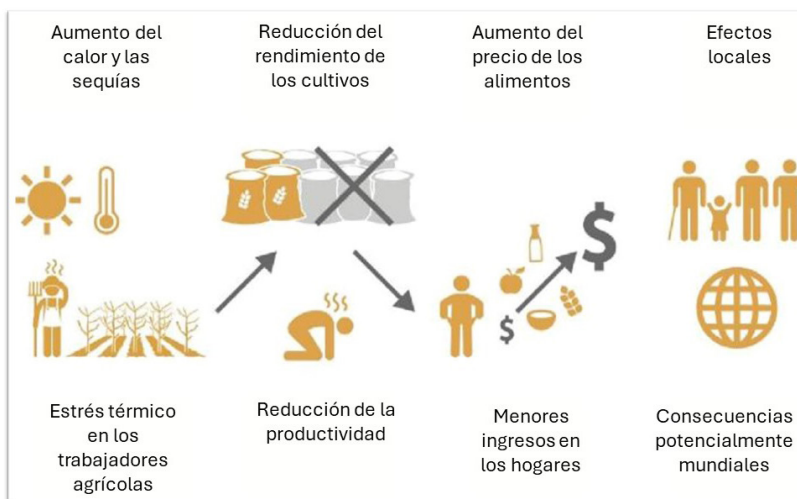 Aumento del
calor y las
sequías
Reducción del
rendimiento de
los cultivos
Aumento del
precio de los
alimentos
Efectos
locales
$
$
Estrés térmico
en los
trabajadores
agrícolas
Reducción de la
productividad
Menores
ingresos en
los hogares
Consecuencias
potencialmente
mundiales